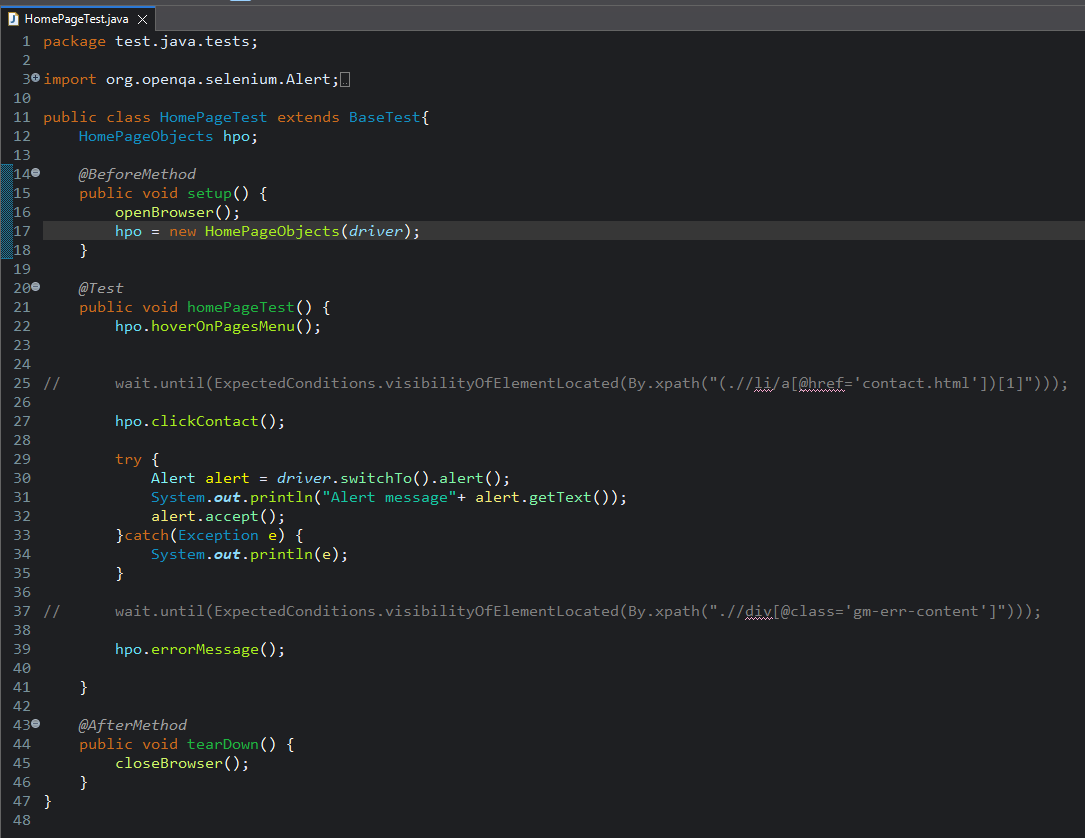 HomePageTest.java
1 package test.java.tests;
2
3 import org.openqa.selenium.Alert;
10
11 public class HomePageTest extends BaseTest{
12     HomePageObjects hpo;
13
14     @BeforeMethod
15     public void setup() {
16         openBrowser();
17         hpo = new HomePageObjects(driver);
18     }
19
20     @Test
21     public void homePageTest() {
22         hpo.hoverOnPagesMenu();
23
24
25 //      wait.until(ExpectedConditions.visibilityOfElementLocated(By.xpath("(.//li/a[@href='contact.html'])[1]")));
26
27         hpo.clickContact();
28
29         try {
30             Alert alert = driver.switchTo().alert();
31             System.out.println("Alert message"+ alert.getText());
32             alert.accept();
33         }catch(Exception e) {
34             System.out.println(e);
35         }
36
37 //      wait.until(ExpectedConditions.visibilityOfElementLocated(By.xpath(".//div[@class='gm-err-content']")));
38
39         hpo.errorMessage();
40
41     }
42
43     @AfterMethod
44     public void tearDown() {
45         closeBrowser();
46     }
47 }
48